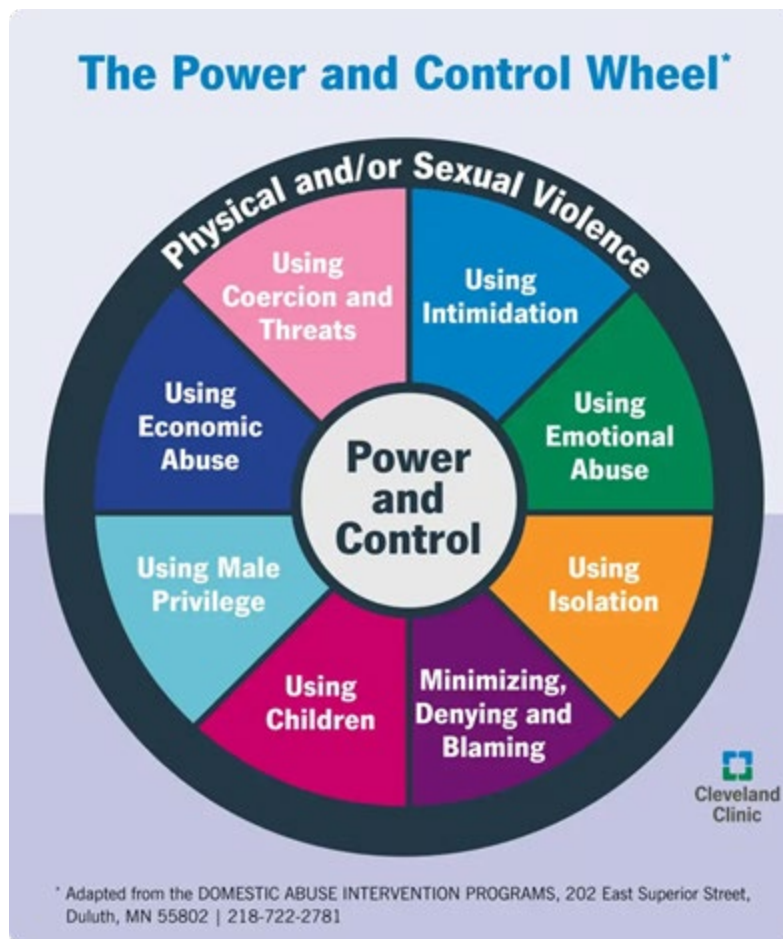 The Power and Control Wheel*
Physical and/or Sexual Violence
Using
Coercion and
Threats
Using
Intimidation
Using
Emotional
Abuse
Using
Isolation
Minimizing,
Denying and
Blaming
Using
Children
Using Male
Privilege
Using
Economic
Abuse
Power
and
Control
Cleveland
Clinic
* Adapted from the DOMESTIC ABUSE INTERVENTION PROGRAMS, 202 East Superior Street,
Duluth, MN 55802 | 218-722-2781